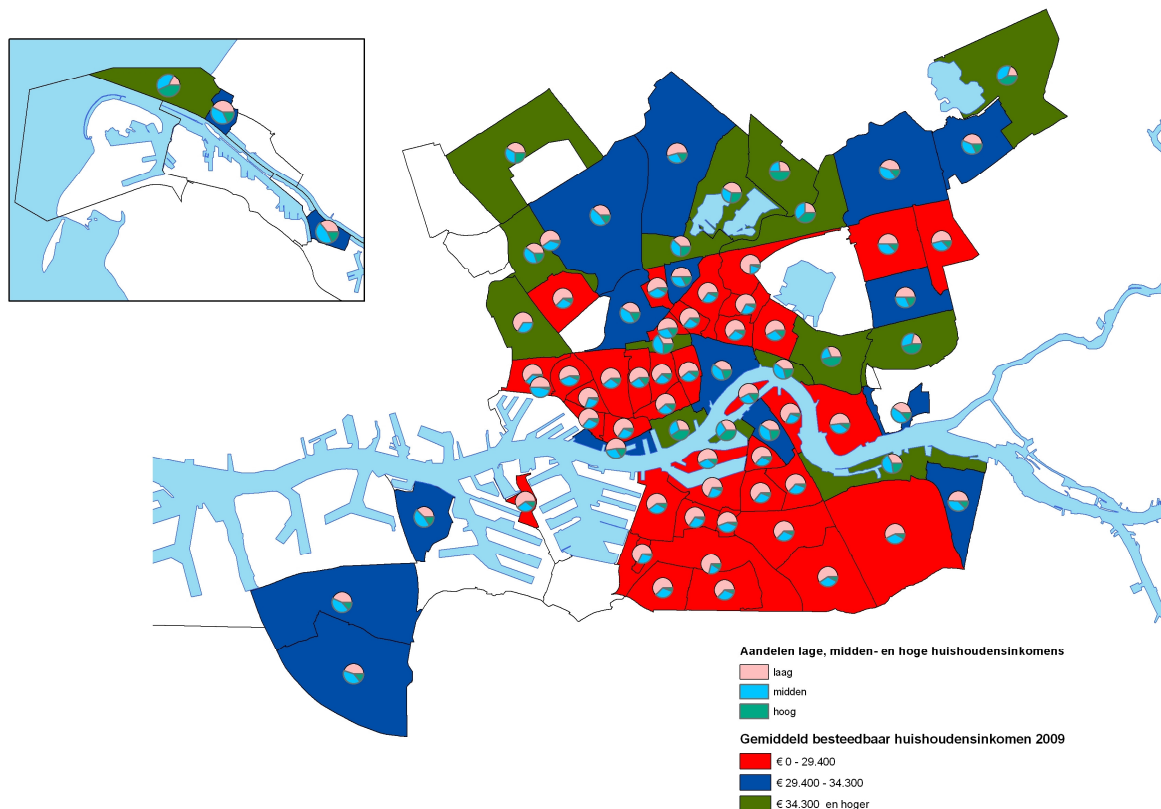 Aandelen lage, midden- en hoge huishoudensinkomens
laag
midden
hoog
Gemiddeld besteedbaar huishoudensinkomen 2009
€ 0 - 29.400
€ 29.400 - 34.300
€ 34.300 en hoger